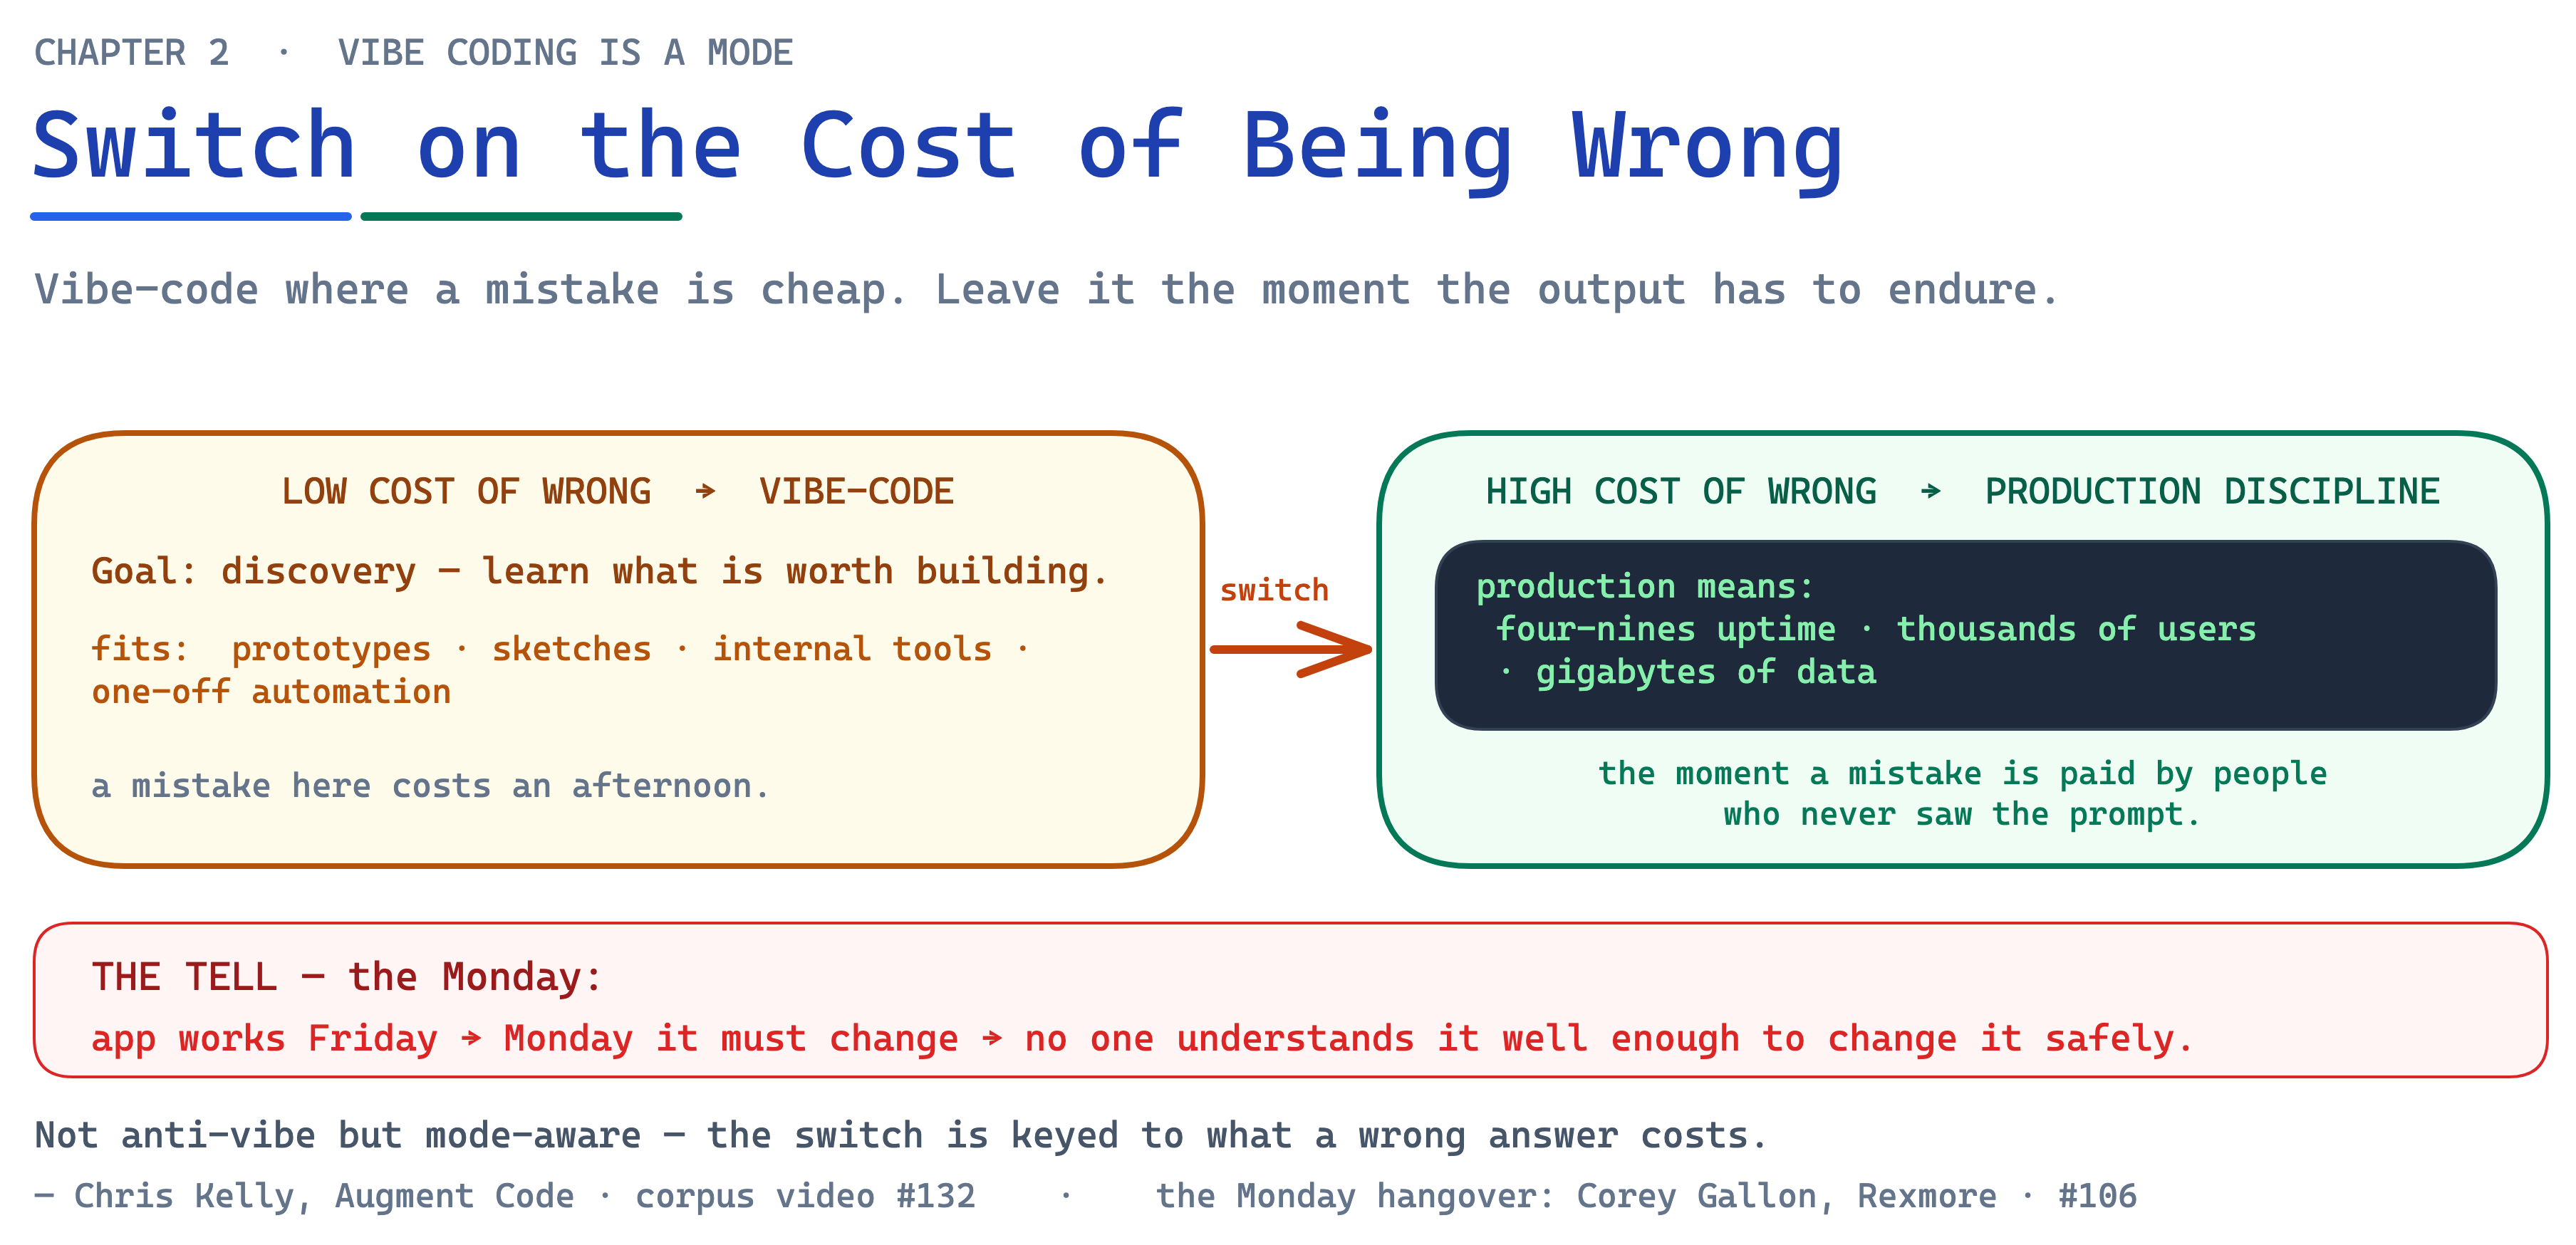 CHAPTER 2 · VIBE CODING IS A MODE
Switch on the Cost of Being Wrong
Vibe-code where a mistake is cheap. Leave it the moment the output has to endure.
LOW COST OF WRONG → VIBE-CODE
Goal: discovery — learn what is worth building.
fits: prototypes · sketches · internal tools ·
one-off automation
a mistake here costs an afternoon.
switch
HIGH COST OF WRONG → PRODUCTION DISCIPLINE
production means:
four-nines uptime · thousands of users
· gigabytes of data
the moment a mistake is paid by people
who never saw the prompt.
THE TELL — the Monday:
app works Friday → Monday it must change → no one understands it well enough to change it safely.
Not anti-vibe but mode-aware — the switch is keyed to what a wrong answer costs.
— Chris Kelly, Augment Code · corpus video #132 · the Monday hangover: Corey Gallon, Rexmore · #106